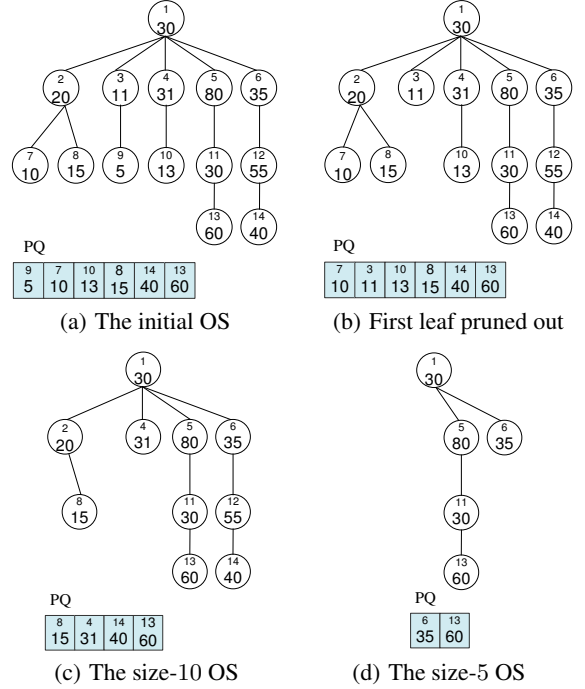 1
30
2 3 4 5 6
20 11 31 80 35
7 8 9 10 11 12
10 15 5 13 30 55
13 14
60 40
PQ
9 7 10 8 14 13
5 10 13 15 40 60
(a) The initial OS
1
30
2 3 4 5 6
20 11 31 80 35
7 8 10 11 12
10 15 13 30 55
13 14
60 40
PQ
7 3 10 8 14 13
10 11 13 15 40 60
(b) First leaf pruned out
1
30
2 4 5 6
20 31 80 35
8 11 12
15 30 55
13 14
60 40
PQ
8 4 14 13
15 31 40 60
(c) The size-10 OS
1
30
5 6
80 35
11
30
13
60
PQ
6 13
35 60
(d) The size-5 OS